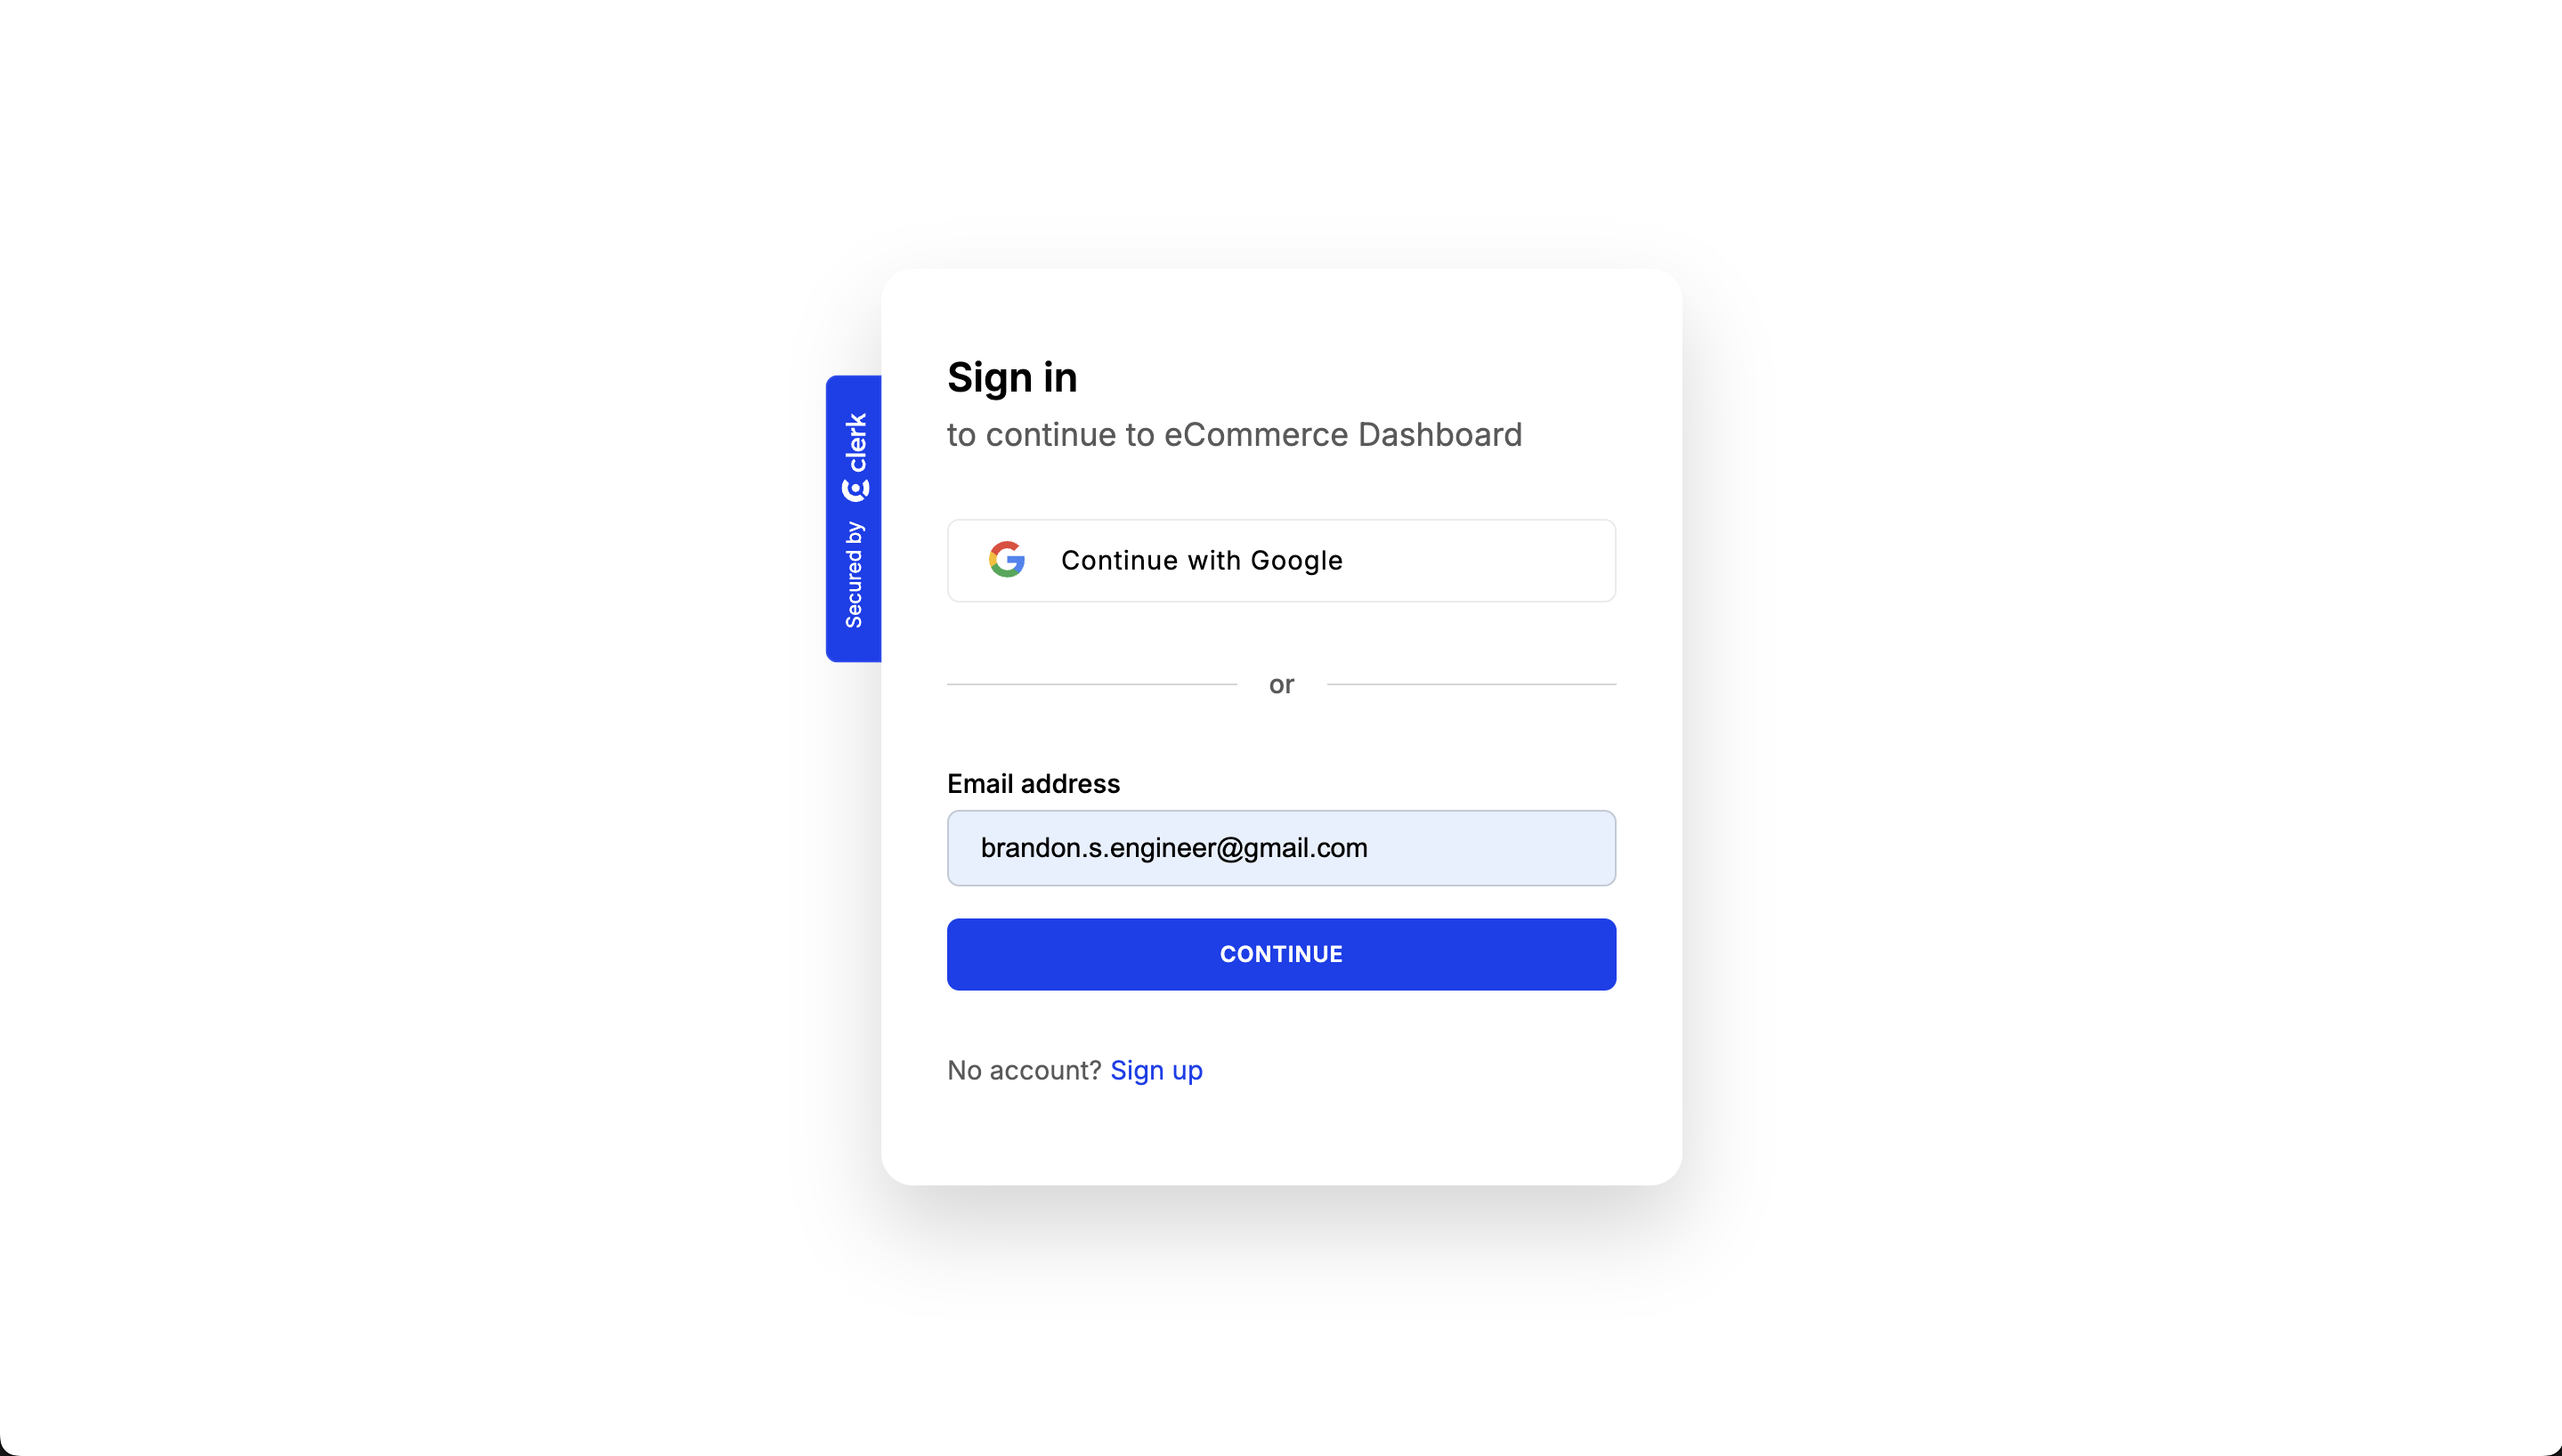 Sign in
to continue to eCommerce Dashboard
Secured by clerk
Continue with Google
or
Email address
brandon.s.engineer@gmail.com
CONTINUE
No account? Sign up